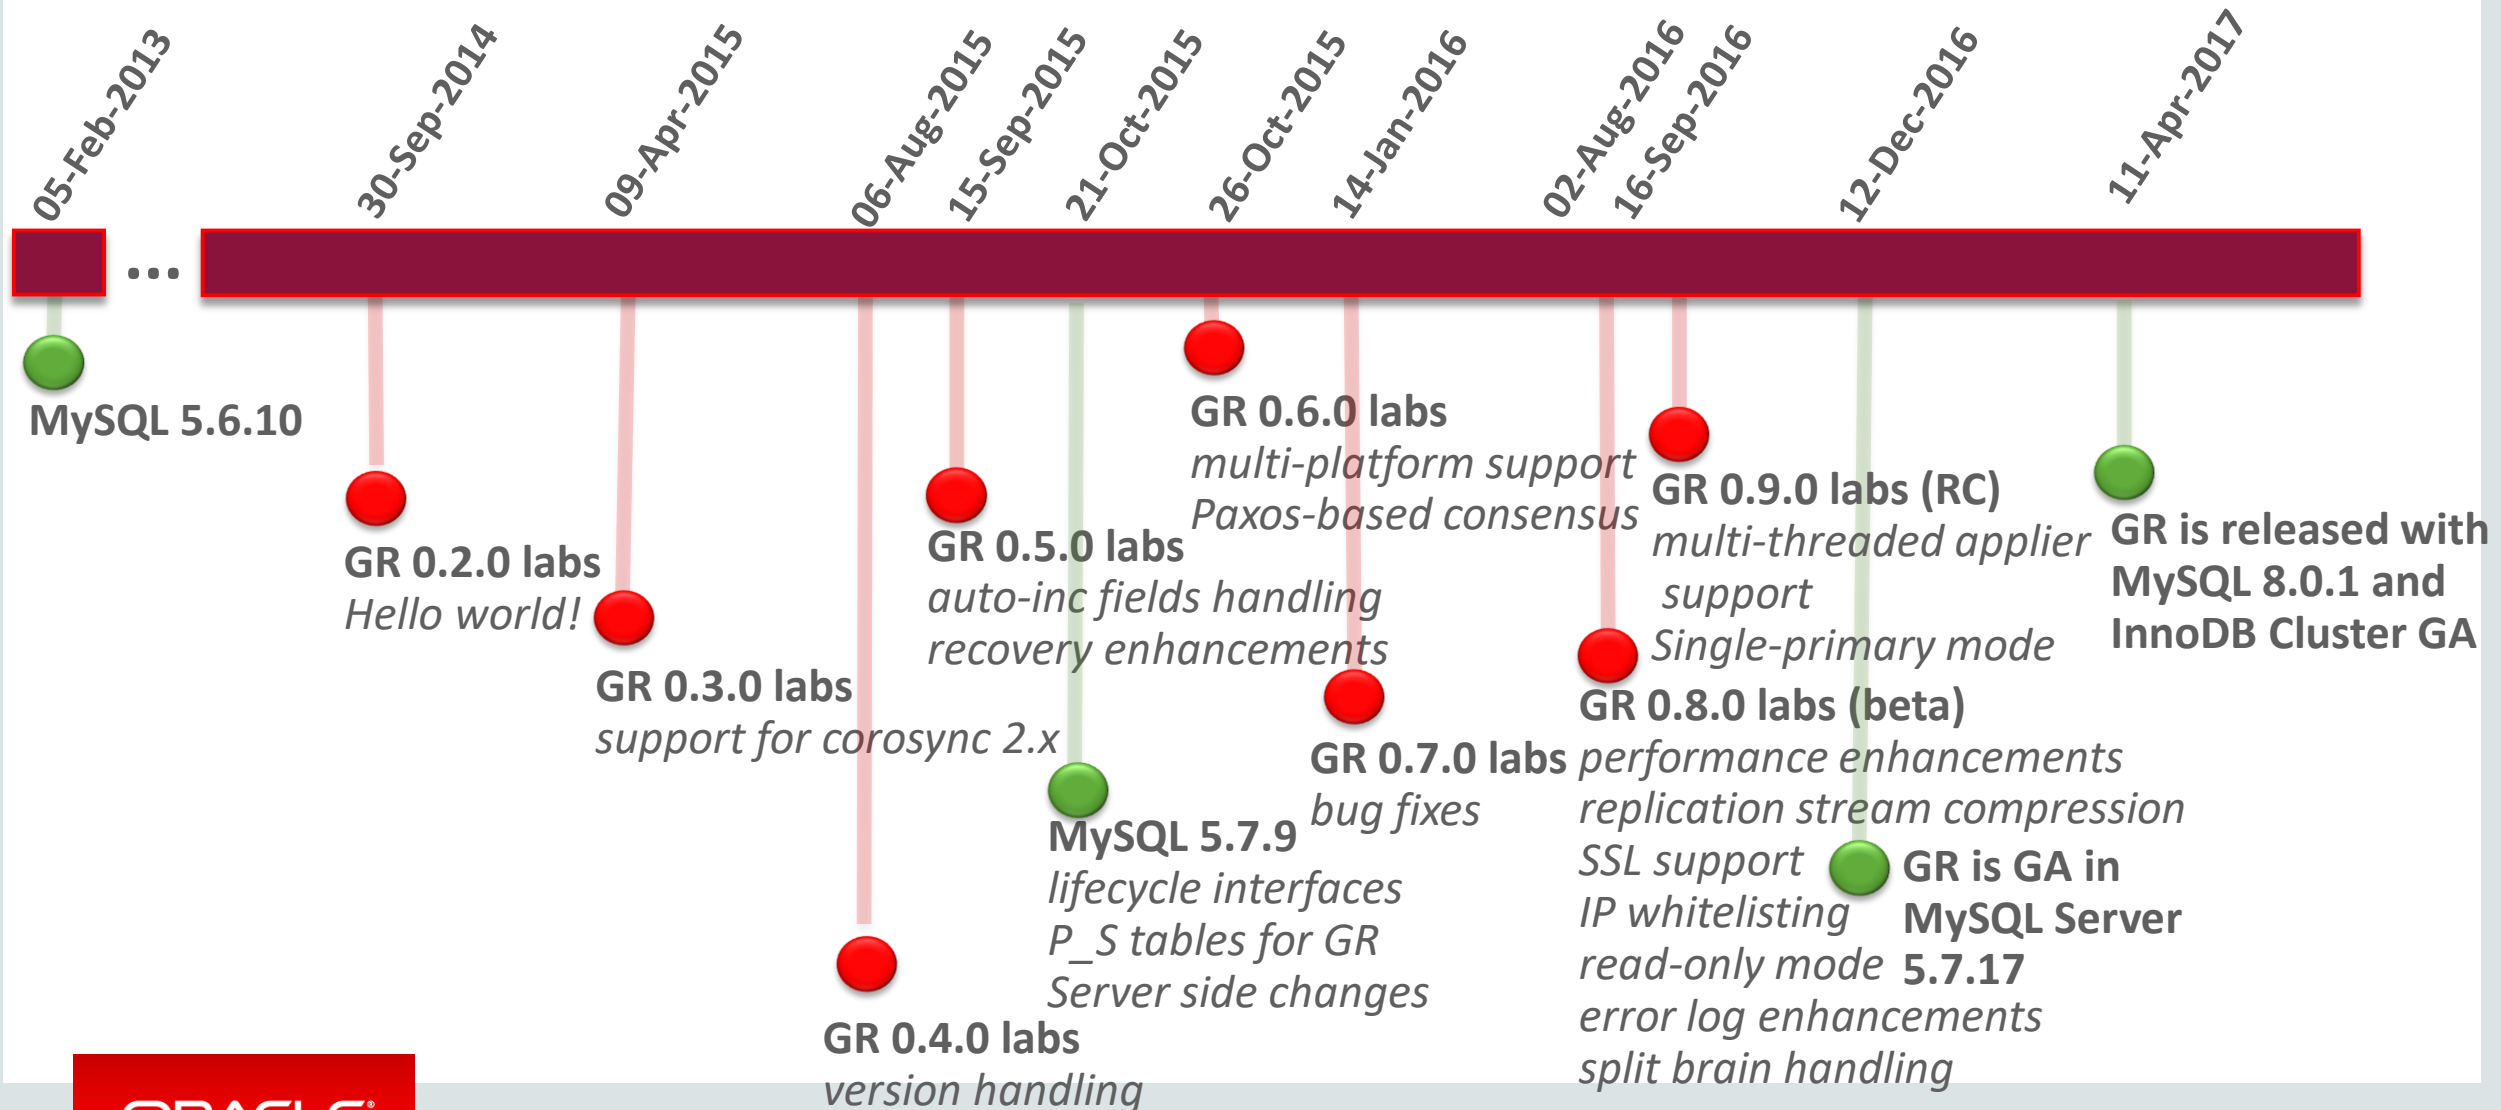 05-Feb-2013
30-Sep-2014
09-Apr-2015
06-Aug-2015
15-Sep-2015
21-Oct-2015
26-Oct-2015
14-Jan-2016
02-Aug-2016
16-Sep-2016
12-Dec-2016
11-Apr-2017
...
MySQL 5.6.10
GR 0.2.0 labs
Hello world!
GR 0.3.0 labs
support for corosync 2.x
GR 0.4.0 labs
version handling
GR 0.5.0 labs
auto-inc fields handling
recovery enhancements
MySQL 5.7.9
lifecycle interfaces
P_S tables for GR
Server side changes
GR 0.6.0 labs
multi-platform support
Paxos-based consensus
GR 0.7.0 labs
bug fixes
GR 0.8.0 labs (beta)
performance enhancements
replication stream compression
SSL support
IP whitelisting
read-only mode
error log enhancements
split brain handling
GR 0.9.0 labs (RC)
multi-threaded applier
support
Single-primary mode
GR is GA in
MySQL Server
5.7.17
GR is released with
MySQL 8.0.1 and
InnoDB Cluster GA
ORACLE®